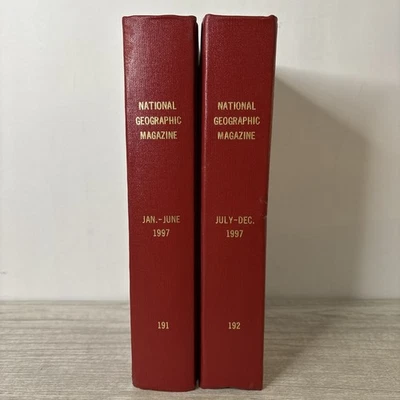 NATIONAL
GEOGRAPHIC
MAGAZINE
JAN.-JUNE
1997
191
NATIONAL
GEOGRAPHIC
MAGAZINE
JULY-DEC.
1997
192